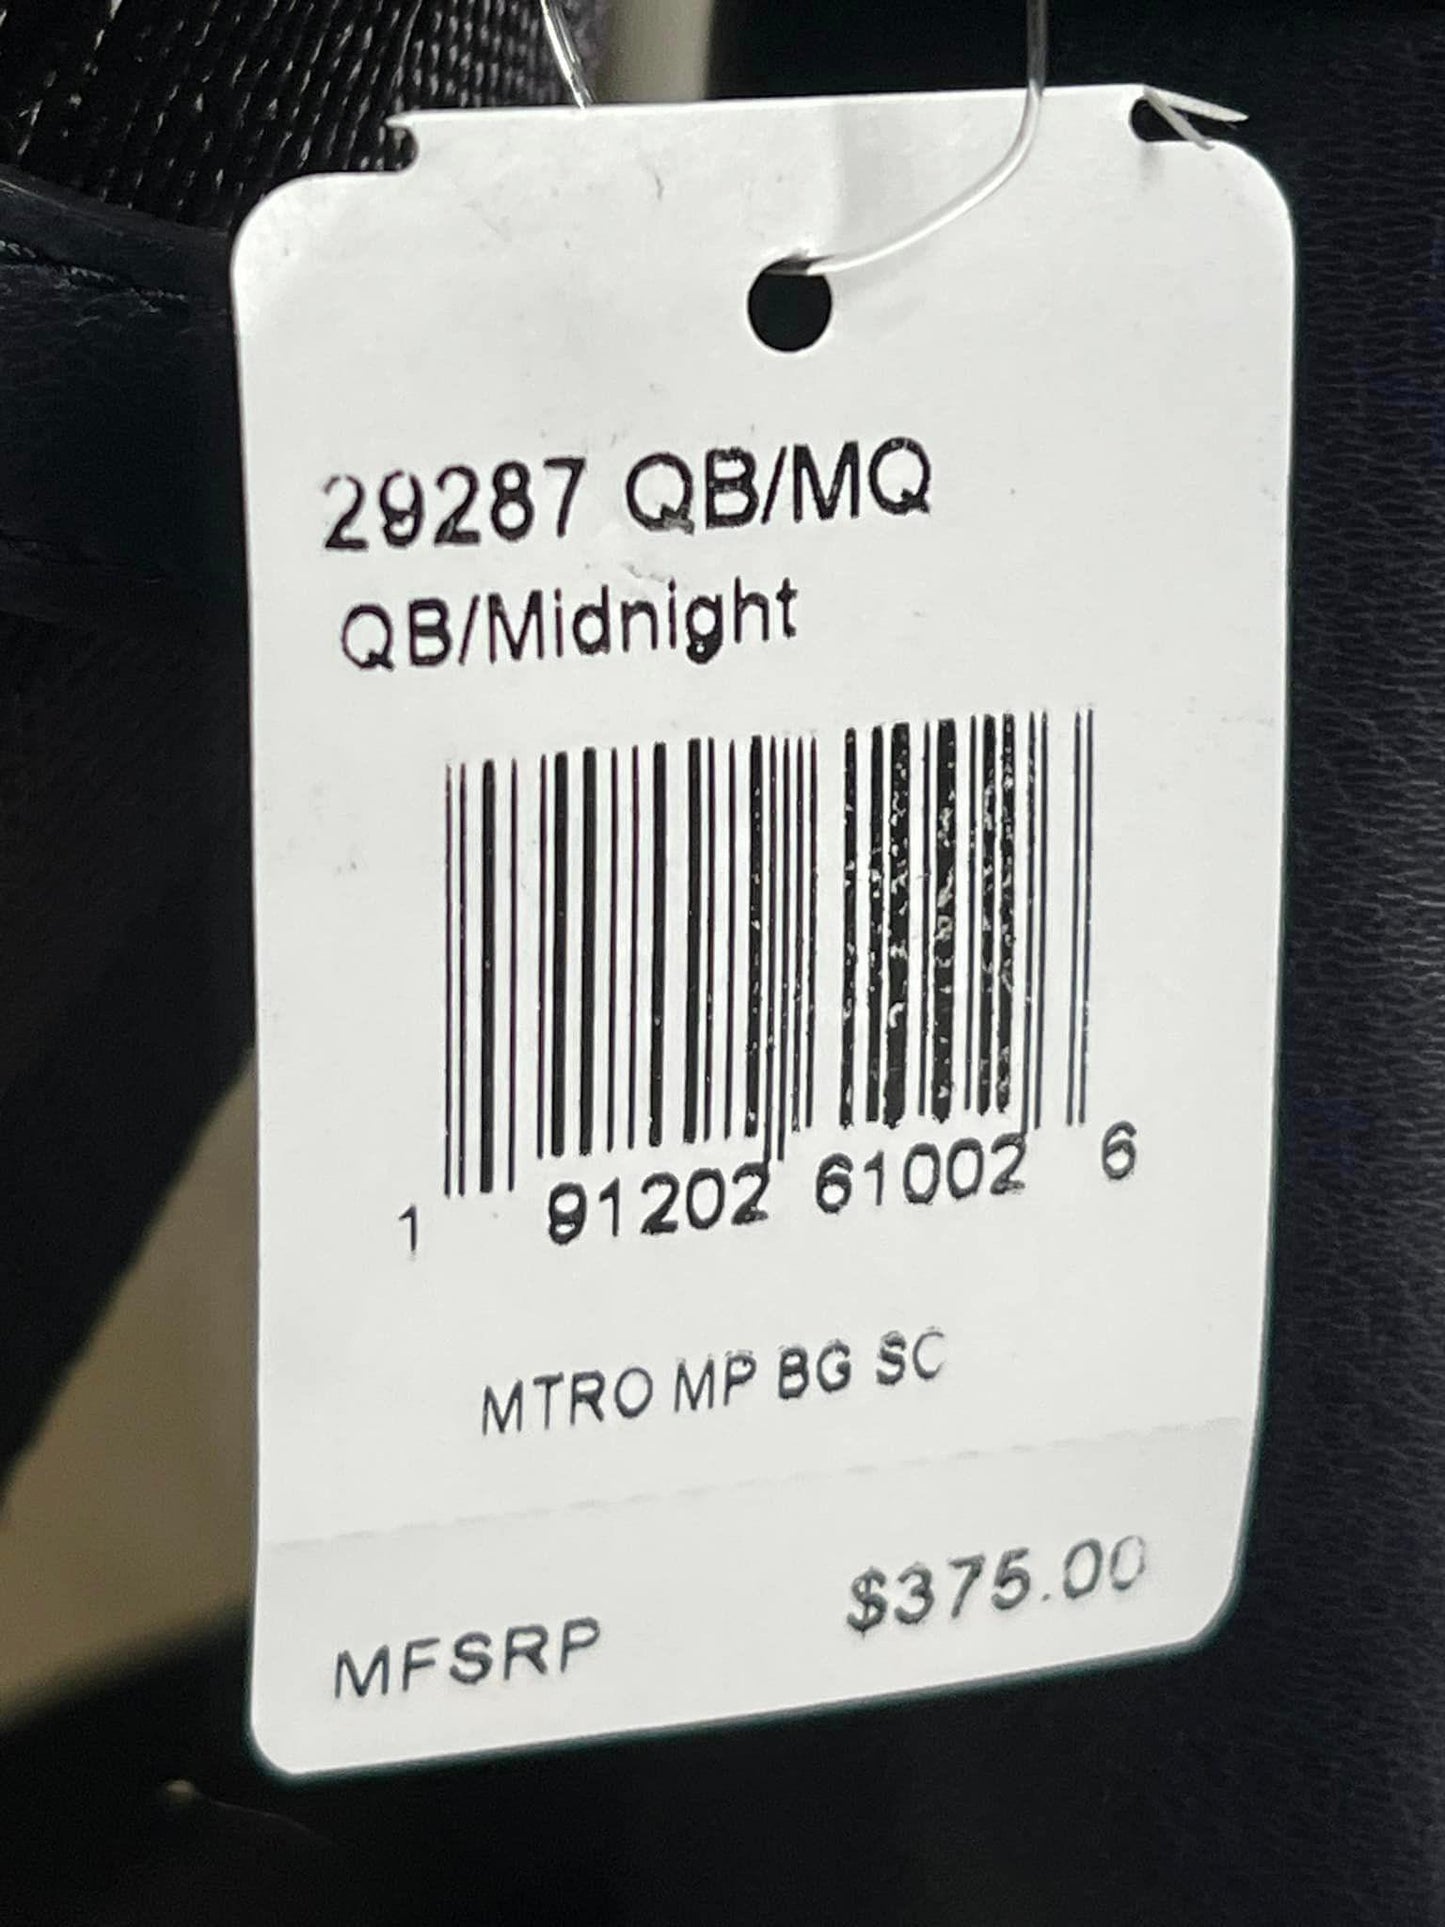 29287 QB/MQ
QB/Midnight
1 91202 61002 6
MTRO MP BG SC
MFSRP $375.00